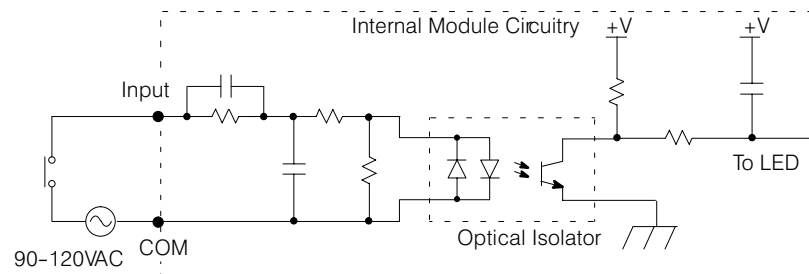 Internal Module Circuitry
+V
+V
Input
To LED
COM
Optical Isolator
90-120VAC